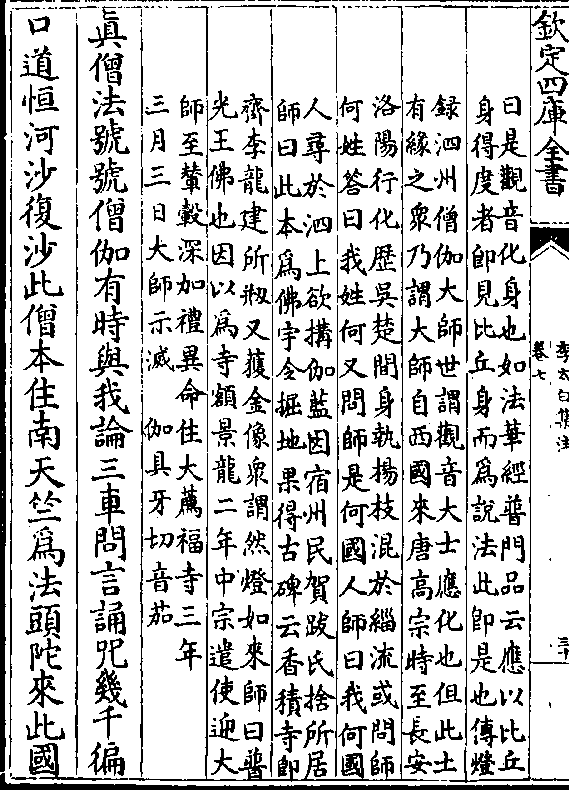 欽定四庫全書
李太白集注
卷七
三十
曰是觀音化身也如法華經普門品云應以比丘
身得度者即見比丘身而爲說法此即是也傳燈
録泗州僧伽大師世謂觀音大士應化也但此土
有緣之衆乃謂大師自西國來唐高宗時至長安
洛陽行化歴吳楚間身執楊枝混於緇流或問師
何姓答曰我姓何又問師是何國人師曰我何國
人尋於泗上欲搆伽藍因宿州民賀跋氏捨所居
師曰此本爲佛宇令掘地果得古碑云香積寺即
齊李龍建所剏又獲金像衆謂然燈如來師曰普
光王佛也因以爲寺額景龍二年中宗遣使迎大
師至輦轂深加禮異命住大薦福寺三年
三月三日大師示滅　伽具牙切音茄
眞僧法號號僧伽有時與我論三車問言誦咒幾千徧
口道恒河沙復沙此僧本住南天竺爲法頭陀來此國